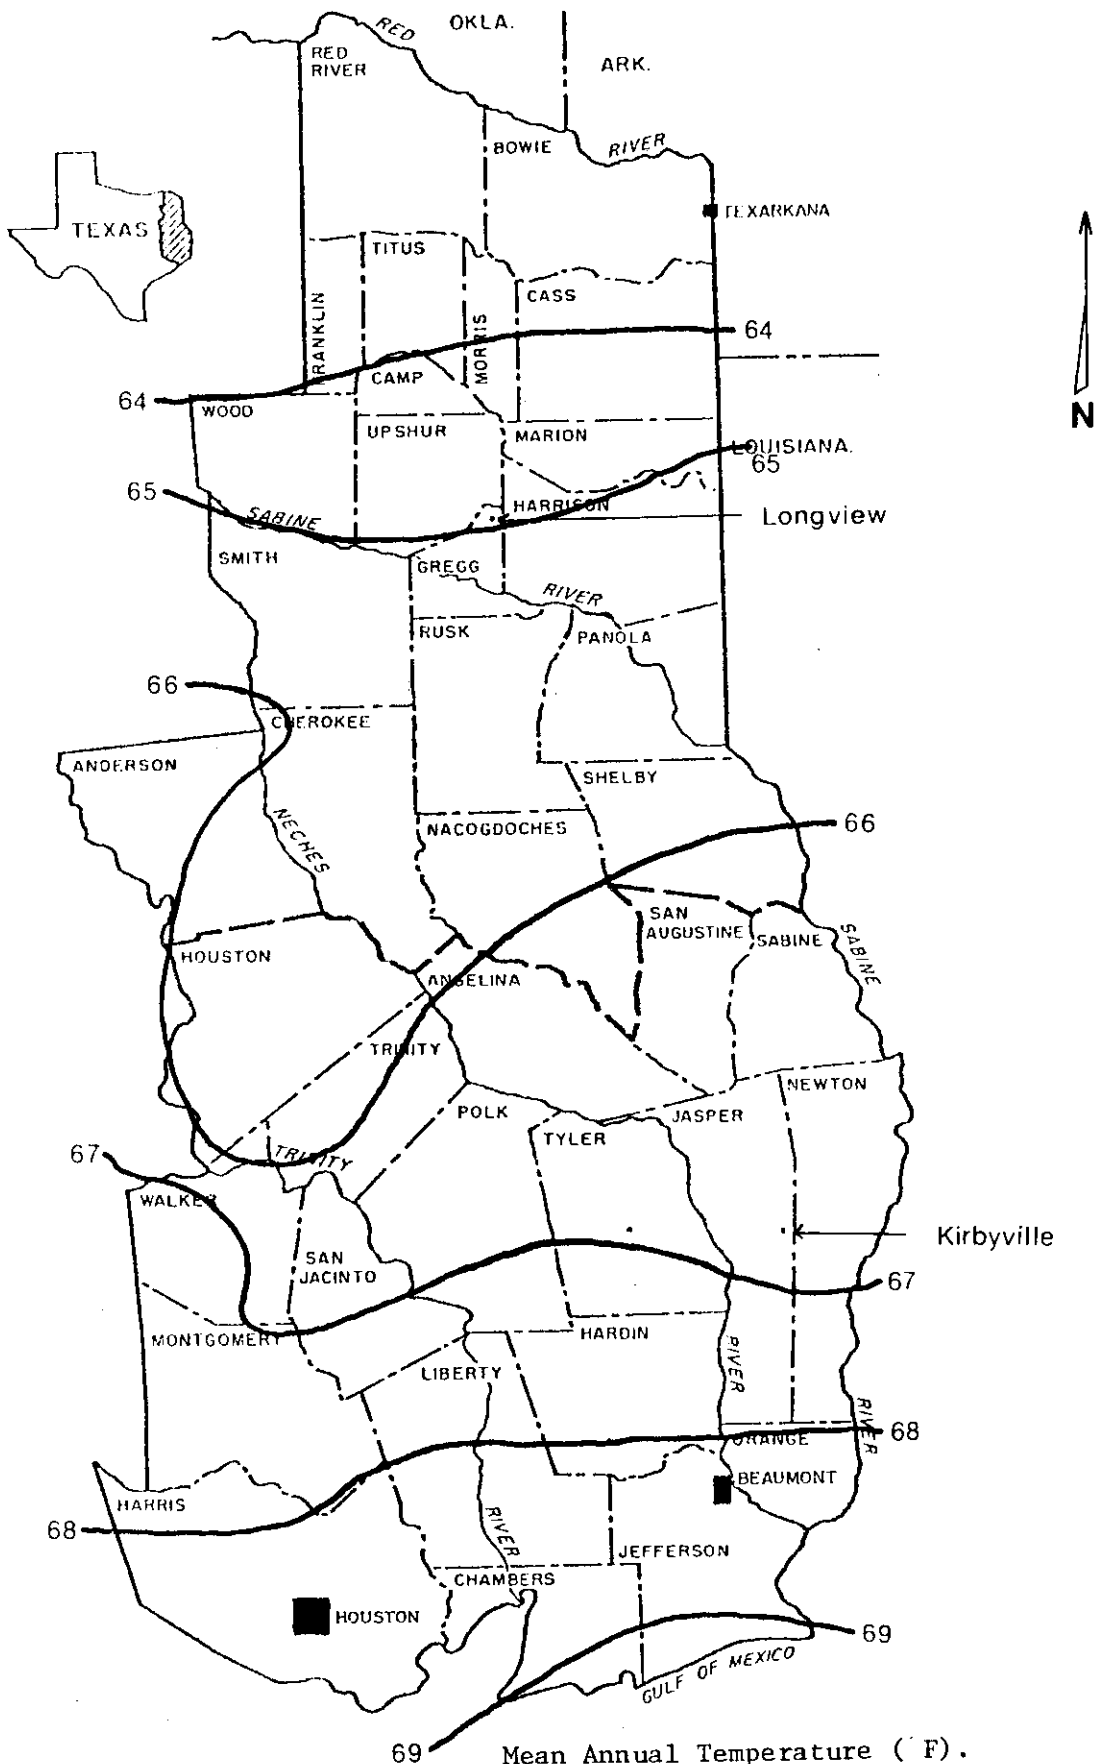 OKLA.
RED
RED
RIVER
ARK.
BOWIE
RIVER
TEXARKANA
TEXAS
TITUS
CASS
FRANKLIN
MORRIS
64
CAMP
64
WOOD
UPSHUR
MARION
LOUISIANA.
65
65
SABINE
HARRISON
Longview
SMITH
GREGG
RIVER
RUSK
PANOLA
66
CHEROKEE
ANDERSON
SHELBY
NECHES
NACOGDOCHES
66
SAN
AUGUSTINE
SABINE
SABINE
HOUSTON
ANGELINA
TRINITY
NEWTON
POLK
JASPER
TYLER
67
TRINITY
WALKER
SAN
JACINTO
Kirbyville
67
MONTGOMERY
HARDIN
RIVER
LIBERTY
RIVER
68
ORANGE
BEAUMONT
HARRIS
68
RIVER
JEFFERSON
CHAMBERS
HOUSTON
69
GULF OF MEXICO
69
Mean Annual Temperature (°F).
N